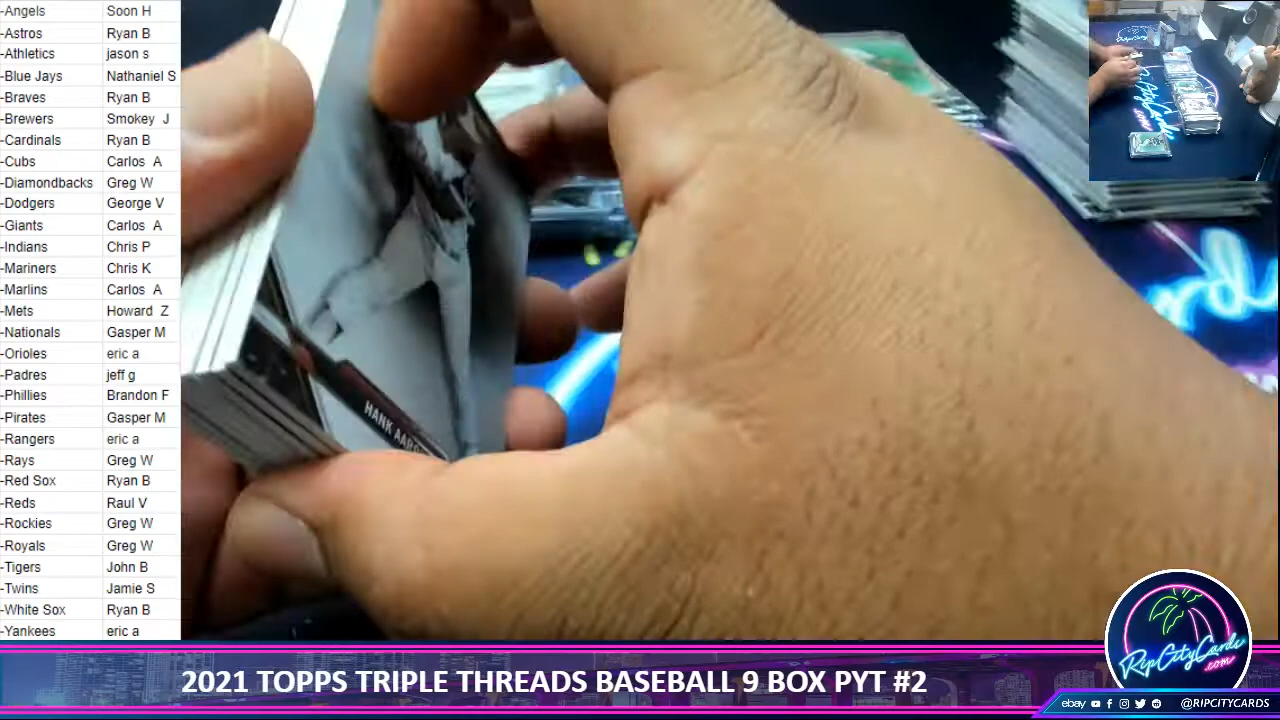 -Angels Soon H
-Astros Ryan B
-Athletics jason s
-Blue Jays Nathaniel S
-Braves Ryan B
-Brewers Smokey J
-Cardinals Ryan B
-Cubs Carlos A
-Diamondbacks Greg W
-Dodgers George V
-Giants Carlos A
-Indians Chris P
-Mariners Chris K
-Marlins Carlos A
-Mets Howard Z
-Nationals Gasper M
-Orioles eric a
-Padres jeff g
-Phillies Brandon F
-Pirates Gasper M
-Rangers eric a
-Rays Greg W
-Red Sox Ryan B
-Reds Raul V
-Rockies Greg W
-Royals Greg W
-Tigers John B
-Twins Jamie S
-White Sox Ryan B
-Yankees eric a
HANK
RipCityCards
.com
2021 TOPPS TRIPLE THREADS BASEBALL 9 BOX PYT #2
ebay @RIPCITYCARDS